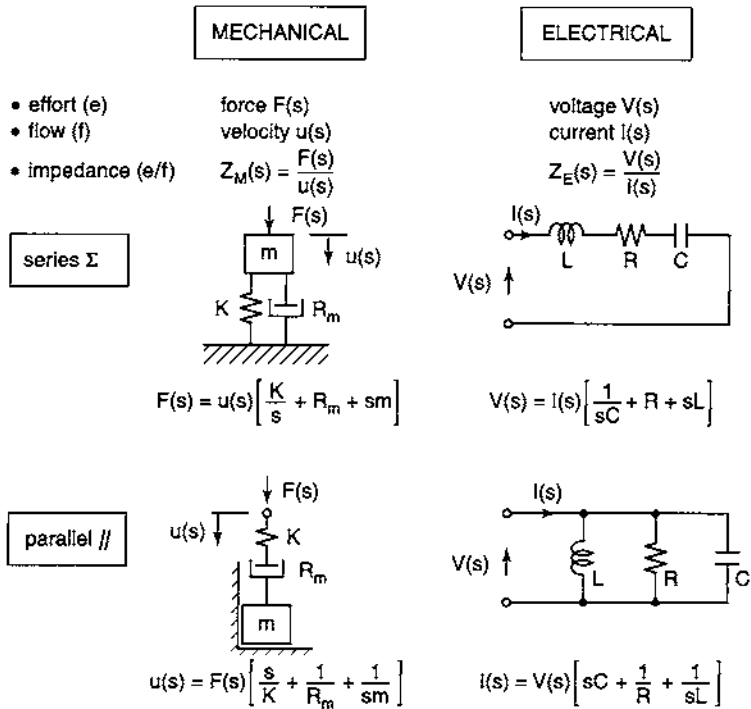 MECHANICAL ELECTRICAL
• effort (e) force F(s) voltage V(s)
• flow (f) velocity u(s) current I(s)
• impedance (e/f) Z_M(s) = F(s)/u(s) Z_E(s) = V(s)/I(s)
F(s) I(s)
series Σ m u(s) L R C
K R_m V(s)
F(s) = u(s)[K/s + R_m + sm] V(s) = I(s)[1/sC + R + sL]
F(s) I(s)
u(s) K
parallel // R_m V(s) L R C
m
u(s) = F(s)[s/K + 1/R_m + 1/sm] I(s) = V(s)[sC + 1/R + 1/sL]